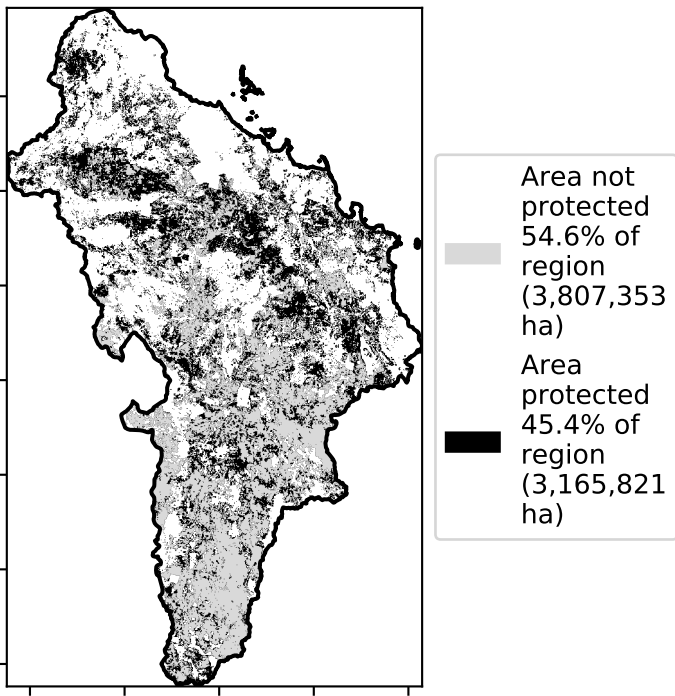 Area not
protected
54.6% of
region
(3,807,353
ha)
Area
protected
45.4% of
region
(3,165,821
ha)